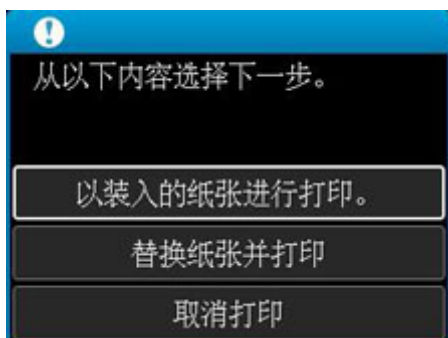 从以下内容选择下一步。
以装入的纸张进行打印。
替换纸张并打印
取消打印